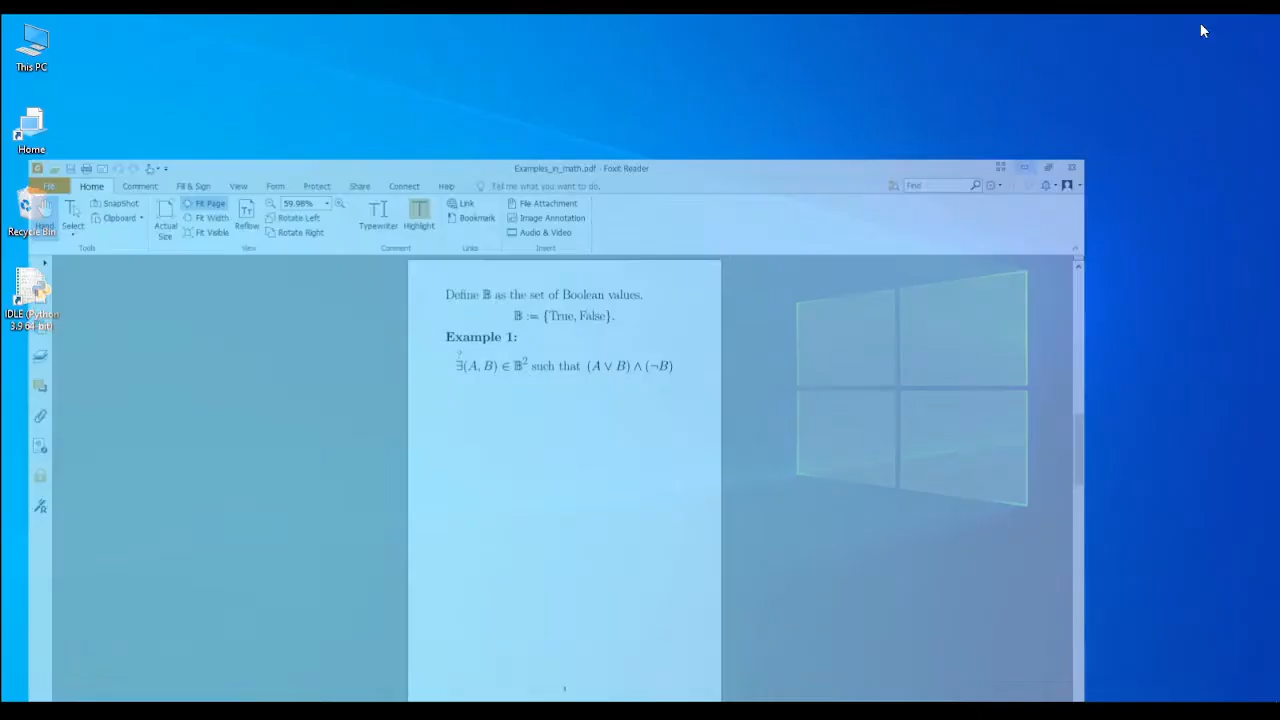 This PC
Home
Recycle Bin
IDLE (Python
3.9 64-bit)
Examples_in_math.pdf - Foxit Reader
File Home Comment Fill & Sign View Form Protect Share Connect Help Tell me what you want to do. Find
Hand Select SnapShot Clipboard Actual Size Fit Page Fit Width Fit Visible Reflow 59.98% Rotate Left Rotate Right Typewriter Highlight Link Bookmark File Attachment Image Annotation Audio & Video
Tools View Comment Links Insert
Define 𝔹 as the set of Boolean values.
𝔹 := {True, False}.
Example 1:
?
∃(A, B) ∈ 𝔹² such that (A ∨ B) ∧ (¬B)